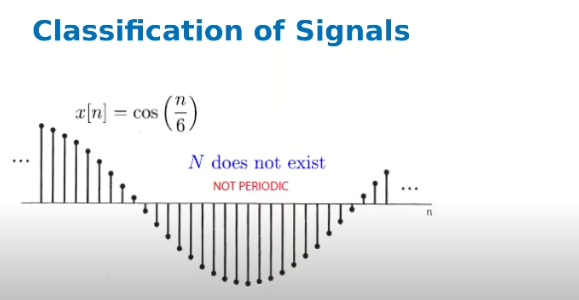 Classification of Signals
x[n] = cos(n/6)
N does not exist
NOT PERIODIC
...
...
n